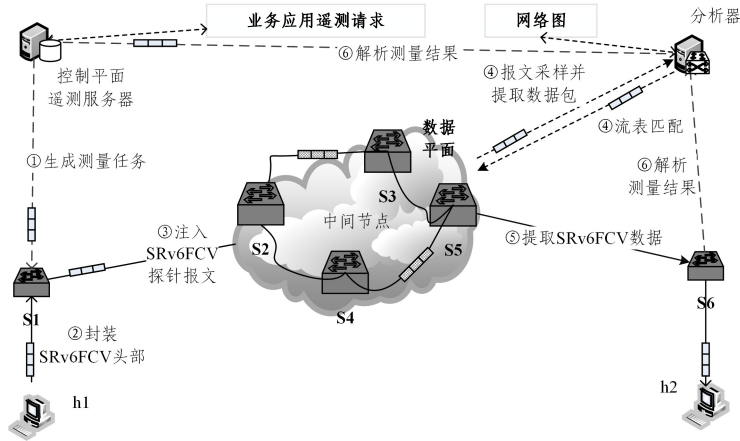 业务应用遥测请求
网络图
分析器
⑥解析测量结果
控制平面
遥测服务器
④报文采样并
提取数据包
数据
平面
④流表匹配
①生成测量任务
⑥解析
测量结果
S3
③注入
SRv6FCV
探针报文
中间节点
S2
S5
⑤提取SRv6FCV数据
S1
S4
S6
②封装
SRv6FCV头部
h1
h2